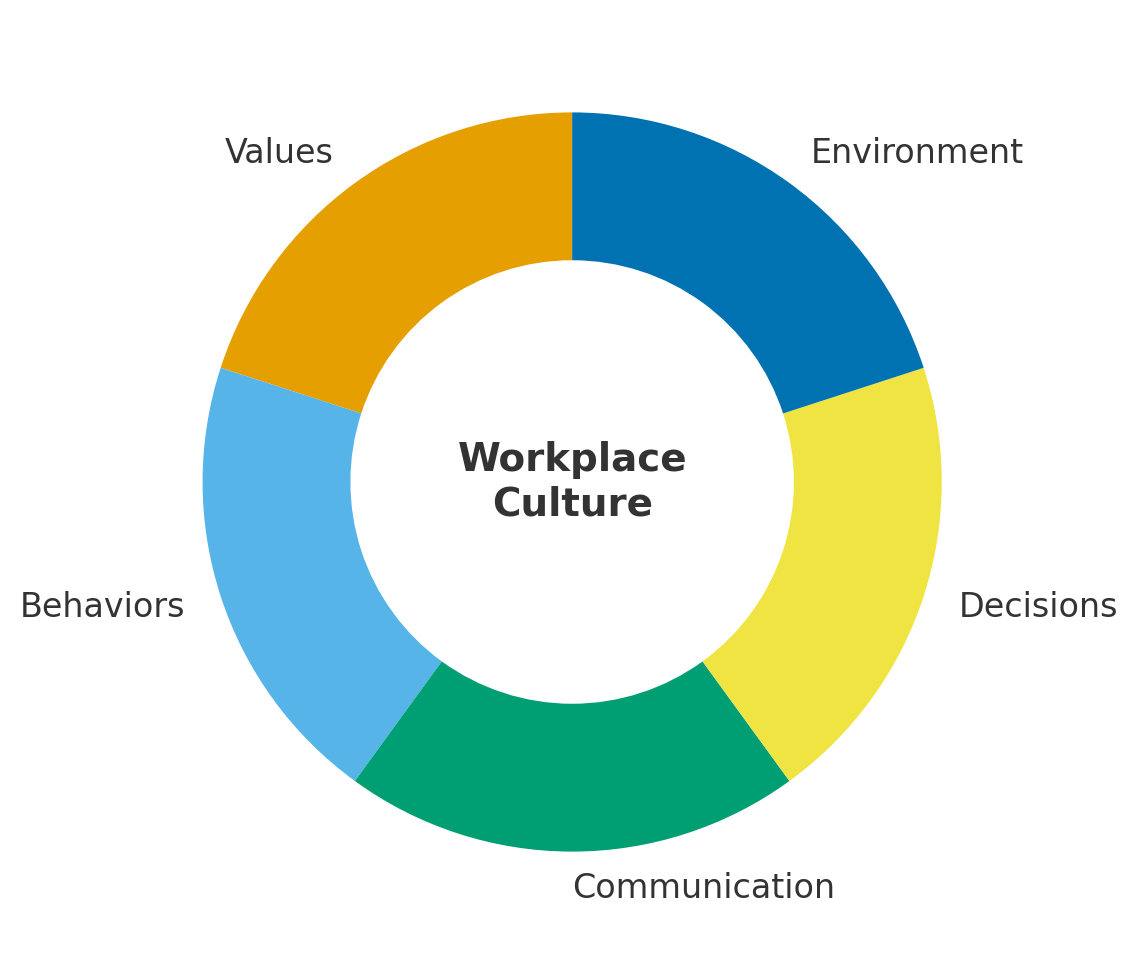 Values
Environment
Workplace
Culture
Behaviors
Decisions
Communication